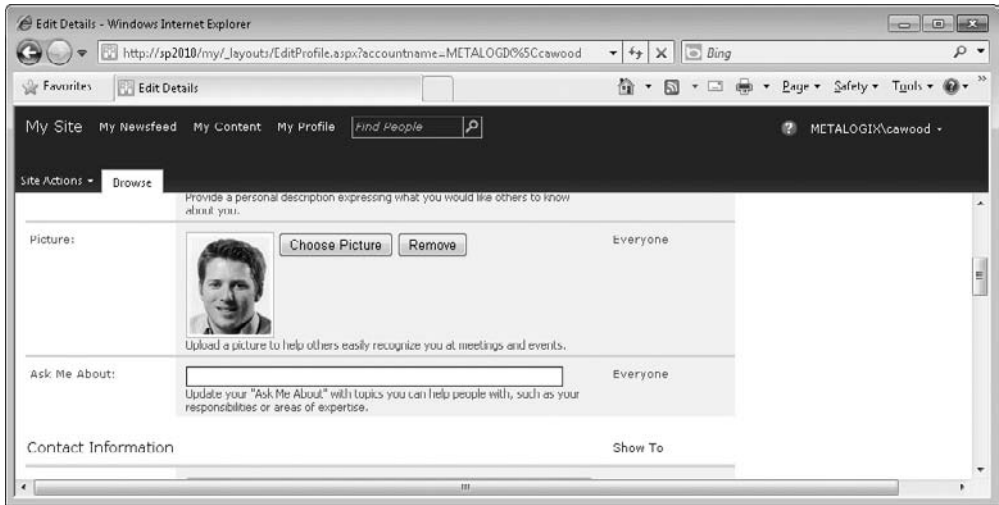 Edit Details - Windows Internet Explorer
http://sp2010/my/_layouts/EditProfile.aspx?accountname=METALOGIX%5Ccawood
Bing
Favorites
Edit Details
Page
Safety
Tools
My Site My Newsfeed My Content My Profile Find People
METALOGIX\cawood
Site Actions
Browse
Provide a personal description expressing what you would like others to know
about you.
Picture:
Choose Picture
Remove
Everyone
Upload a picture to help others easily recognize you at meetings and events.
Ask Me About:
Everyone
Update your "Ask Me About" with topics you can help people with, such as your
responsibilities or areas of expertise.
Contact Information
Show To